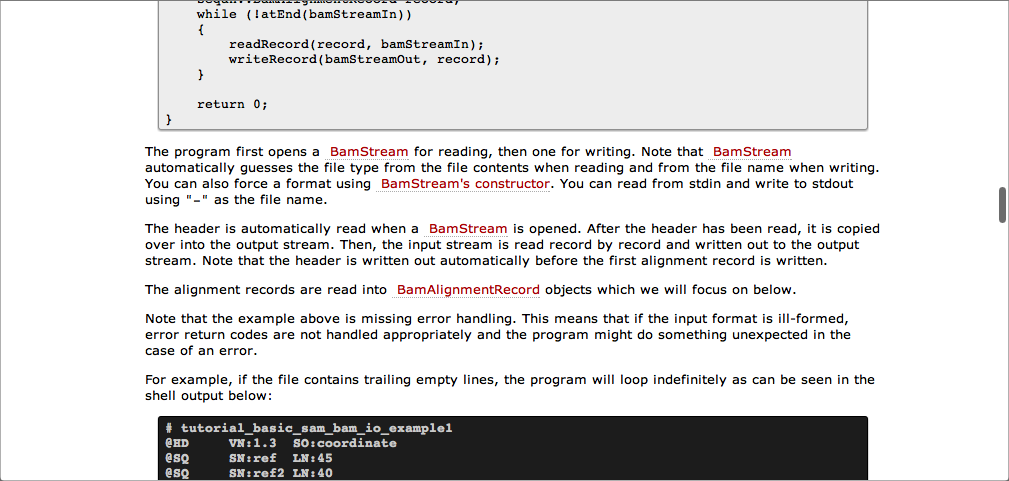 while (!atEnd(bamStreamIn))
{
readRecord(record, bamStreamIn);
writeRecord(bamStreamOut, record);
}
return 0;
}
The program first opens a BamStream for reading, then one for writing. Note that BamStream
automatically guesses the file type from the file contents when reading and from the file name when writing.
You can also force a format using BamStream's constructor. You can read from stdin and write to stdout
using "-" as the file name.
The header is automatically read when a BamStream is opened. After the header has been read, it is copied
over into the output stream. Then, the input stream is read record by record and written out to the output
stream. Note that the header is written out automatically before the first alignment record is written.
The alignment records are read into BamAlignmentRecord objects which we will focus on below.
Note that the example above is missing error handling. This means that if the input format is ill-formed,
error return codes are not handled appropriately and the program might do something unexpected in the
case of an error.
For example, if the file contains trailing empty lines, the program will loop indefinitely as can be seen in the
shell output below:
# tutorial_basic_sam_bam_io_example1
@HD VN:1.3 SO:coordinate
@SQ SN:ref LN:45
@SQ SN:ref2 LN:40